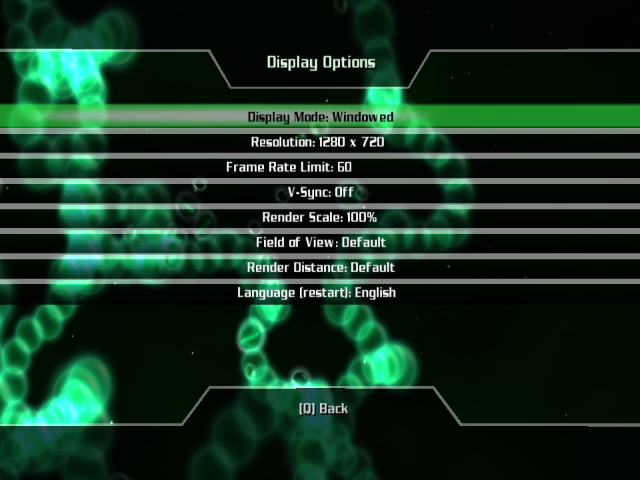 Display Options
Display Mode: Windowed
Resolution: 1280 x 720
Frame Rate Limit: 60
V-Sync: Off
Render Scale: 100%
Field of View: Default
Render Distance: Default
Language (restart): English
[Q] Back